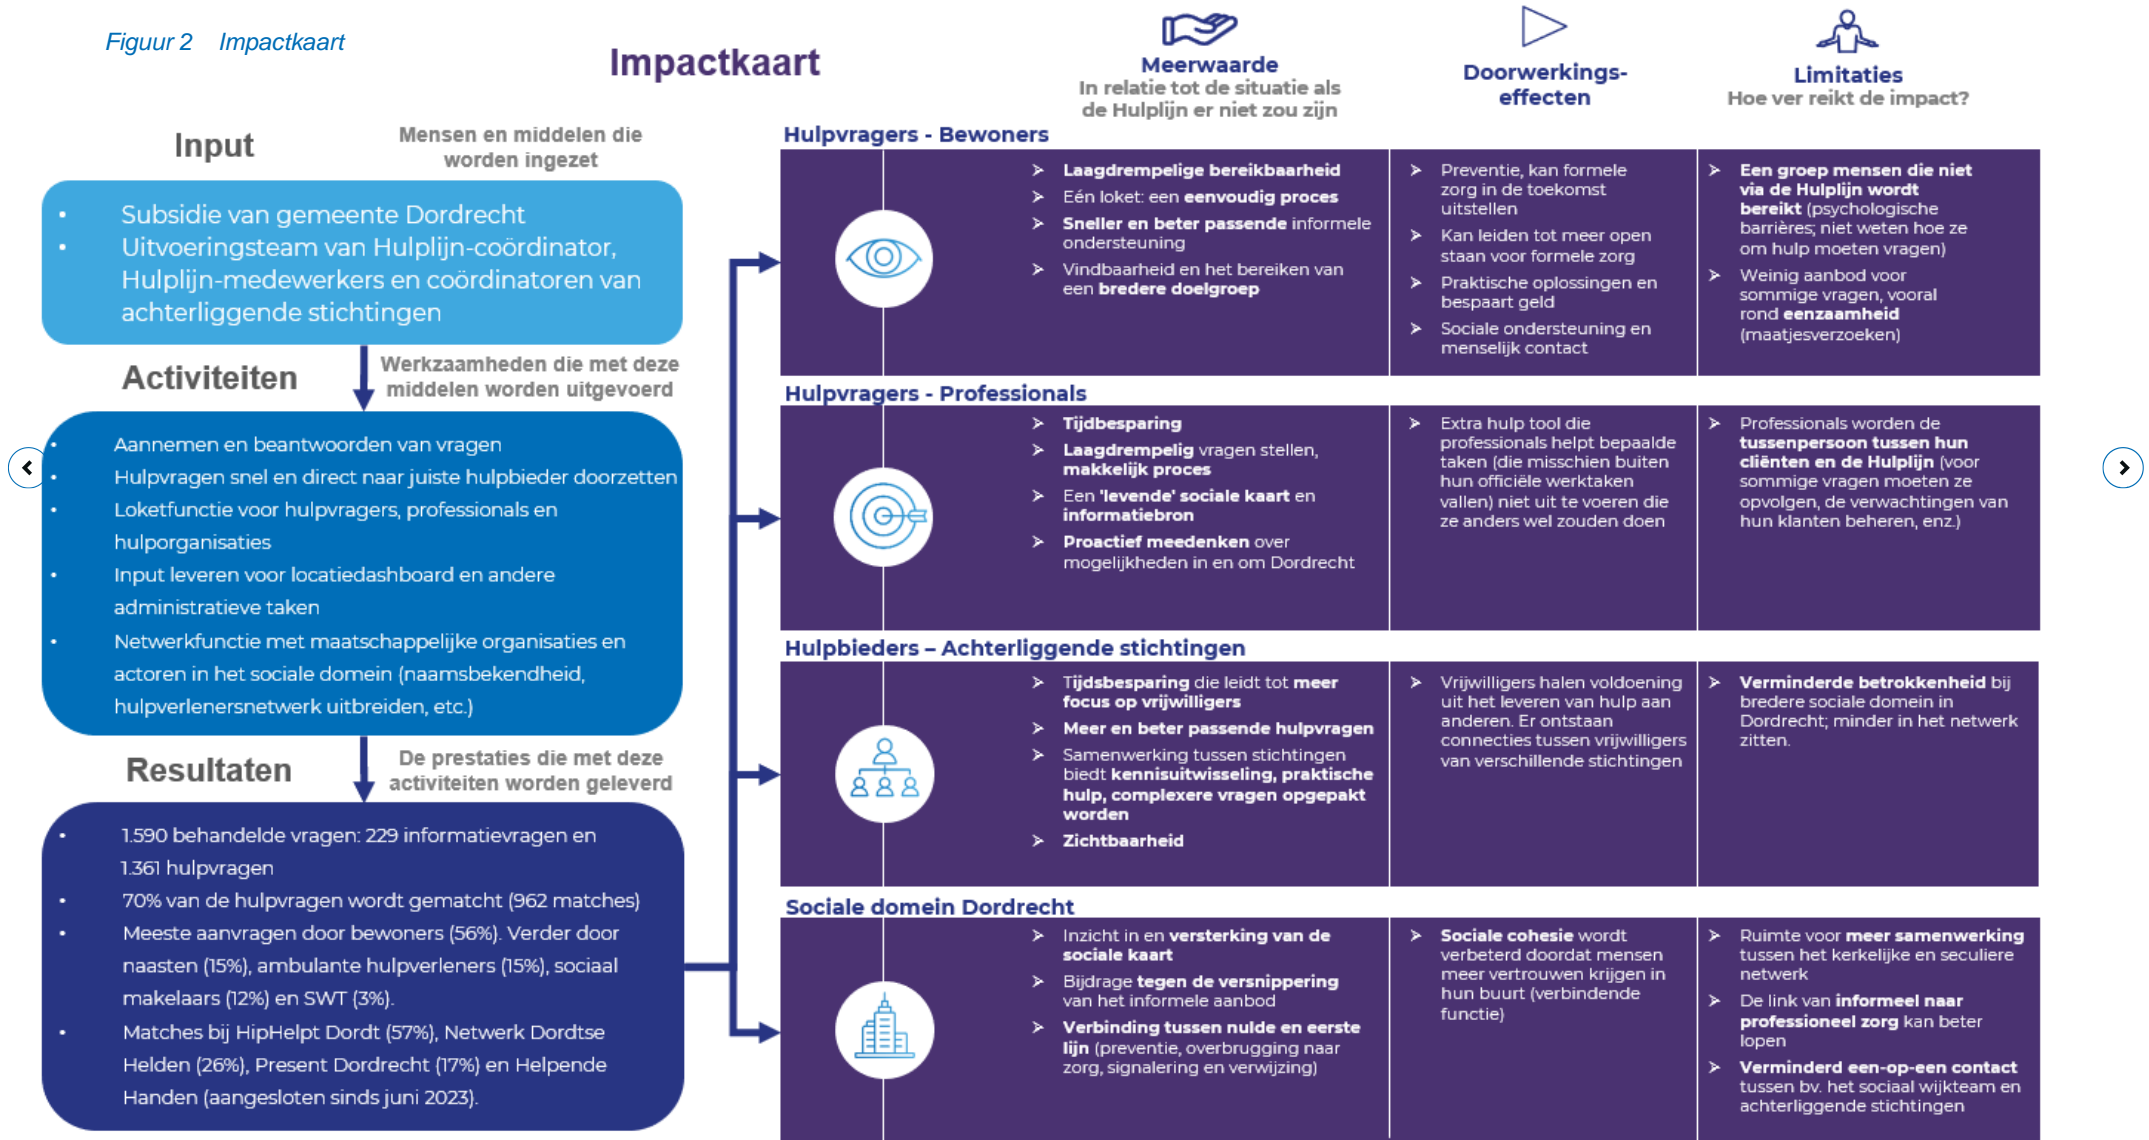 Figuur 2 Impactkaart
Impactkaart
Input
Mensen en middelen die
worden ingezet
• Subsidie van gemeente Dordrecht
• Uitvoeringsteam van Hulplijn-coördinator,
Hulplijn-medewerkers en coördinatoren van
achterliggende stichtingen
Activiteiten
Werkzaamheden die met deze
middelen worden uitgevoerd
• Aannemen en beantwoorden van vragen
• Hulpvragen snel en direct naar juiste hulpbieder doorzetten
• Loketfunctie voor hulpvragers, professionals en
hulporganisaties
• Input leveren voor locatiedashboard en andere
administratieve taken
• Netwerkfunctie met maatschappelijke organisaties en
actoren in het sociale domein (naamsbekendheid,
hulpverlenersnetwerk uitbreiden, etc.)
Resultaten
De prestaties die met deze
activiteiten worden geleverd
• 1.590 behandelde vragen: 229 informatievragen en
1.361 hulpvragen
• 70% van de hulpvragen wordt gematcht (962 matches)
• Meeste aanvragen door bewoners (56%). Verder door
naasten (15%), ambulante hulpverleners (15%), sociaal
makelaars (12%) en SWT (3%).
• Matches bij HipHelpt Dordt (57%), Netwerk Dordtse
Helden (26%), Present Dordrecht (17%) en Helpende
Handen (aangesloten sinds juni 2023).
Meerwaarde
In relatie tot de situatie als
de Hulplijn er niet zou zijn
Doorwerkings-
effecten
Limitaties
Hoe ver reikt de impact?
Hulpvragers - Bewoners
➢ Laagdrempelige bereikbaarheid
➢ Eén loket: een eenvoudig proces
➢ Sneller en beter passende informele
ondersteuning
➢ Vindbaarheid en het bereiken van
een bredere doelgroep
➢ Preventie, kan formele
zorg in de toekomst
uitstellen
➢ Kan leiden tot meer open
staan voor formele zorg
➢ Praktische oplossingen en
bespaart geld
➢ Sociale ondersteuning en
menselijk contact
➢ Een groep mensen die niet
via de Hulplijn wordt
bereikt (psychologische
barrières; niet weten hoe ze
om hulp moeten vragen)
➢ Weinig aanbod voor
sommige vragen, vooral
rond eenzaamheid
(maatjesverzoeken)
Hulpvragers - Professionals
➢ Tijdbesparing
➢ Laagdrempelig vragen stellen,
makkelijk proces
➢ Een 'levende' sociale kaart en
informatiebron
➢ Proactief meedenken over
mogelijkheden in en om Dordrecht
➢ Extra hulp tool die
professionals helpt bepaalde
taken (die misschien buiten
hun officiële werktaken
vallen) niet uit te voeren die
ze anders wel zouden doen
➢ Professionals worden de
tussenpersoon tussen hun
cliënten en de Hulplijn (voor
sommige vragen moeten ze
opvolgen, de verwachtingen van
hun klanten beheren, enz.)
Hulpbieders – Achterliggende stichtingen
➢ Tijdsbesparing die leidt tot meer
focus op vrijwilligers
➢ Meer en beter passende hulpvragen
➢ Samenwerking tussen stichtingen
biedt kennisuitwisseling, praktische
hulp, complexere vragen opgepakt
worden
➢ Zichtbaarheid
➢ Vrijwilligers halen voldoening
uit het leveren van hulp aan
anderen. Er ontstaan
connecties tussen vrijwilligers
van verschillende stichtingen
➢ Verminderde betrokkenheid bij
bredere sociale domein in
Dordrecht; minder in het netwerk
zitten.
Sociale domein Dordrecht
➢ Inzicht in en versterking van de
sociale kaart
➢ Bijdrage tegen de versnippering
van het informele aanbod
➢ Verbinding tussen nulde en eerste
lijn (preventie, overbrugging naar
zorg, signalering en verwijzing)
➢ Sociale cohesie wordt
verbeterd doordat mensen
meer vertrouwen krijgen in
hun buurt (verbindende
functie)
➢ Ruimte voor meer samenwerking
tussen het kerkelijke en seculiere
netwerk
➢ De link van informeel naar
professioneel zorg kan beter
lopen
➢ Verminderd een-op-een contact
tussen bv. het sociaal wijkteam en
achterliggende stichtingen